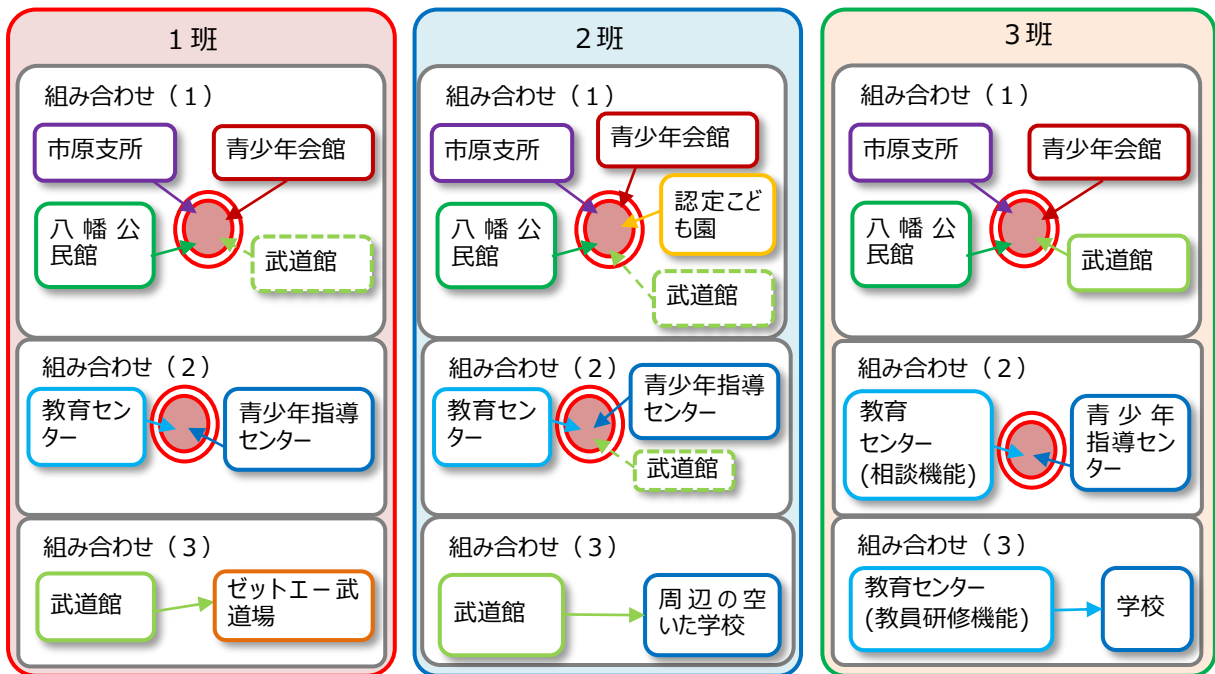 1班
組み合わせ（1）
市原支所
青少年会館
八幡公
民館
武道館
組み合わせ（2）
教育セン
ター
青少年指導
センター
組み合わせ（3）
武道館
ゼットエー武
道場
2班
組み合わせ（1）
市原支所
青少年会館
認定こど
も園
八幡公
民館
武道館
組み合わせ（2）
教育セン
ター
青少年指導
センター
武道館
組み合わせ（3）
武道館
周辺の空
いた学校
3班
組み合わせ（1）
市原支所
青少年会館
八幡公
民館
武道館
組み合わせ（2）
教育
センター
(相談機能)
青少年
指導セン
ター
組み合わせ（3）
教育センター
(教員研修機能)
学校